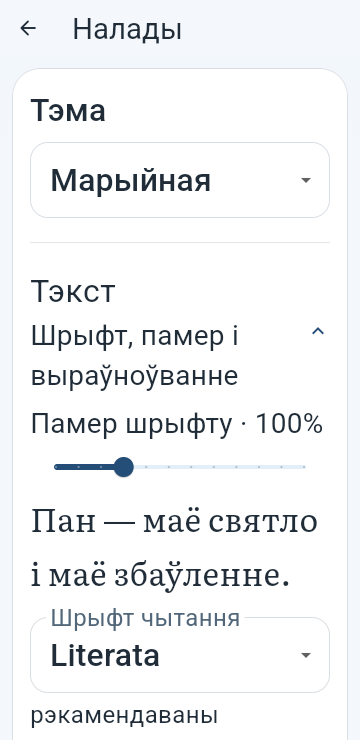 Налады
Тэма
Марыйная
Тэкст
Шрыфт, памер і
выраўноўванне
Памер шрыфту · 100%
Пан — маё святло
і маё збаўленне.
Шрыфт чытання
Literata
рэкамендаваны